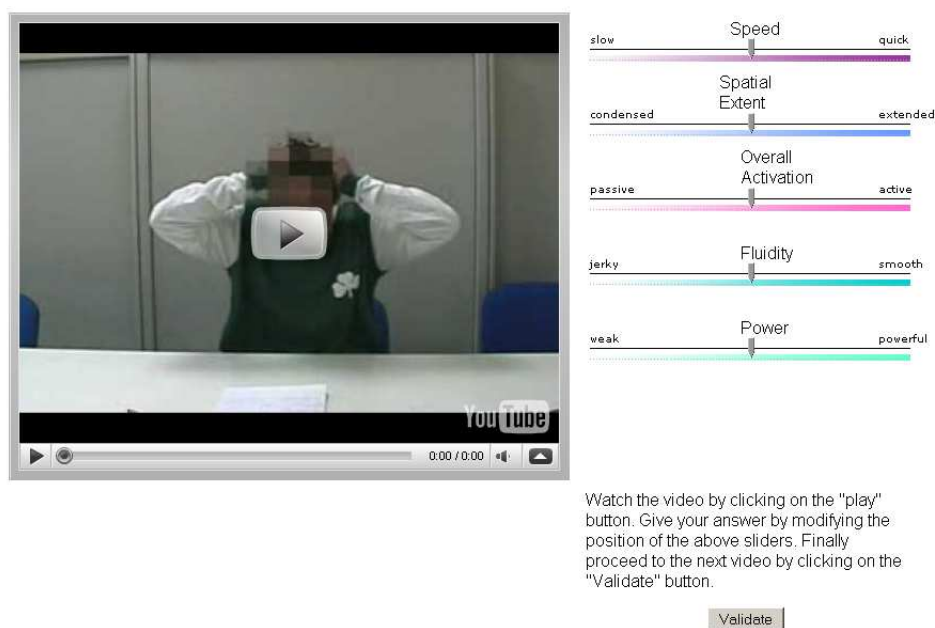 Speed
slow quick
Spatial
Extent
condensed extended
Overall
Activation
passive active
Fluidity
jerky smooth
Power
weak powerful
YouTube
0:00 / 0:00
Watch the video by clicking on the "play"
button. Give your answer by modifying the
position of the above sliders. Finally
proceed to the next video by clicking on the
"Validate" button.
Validate